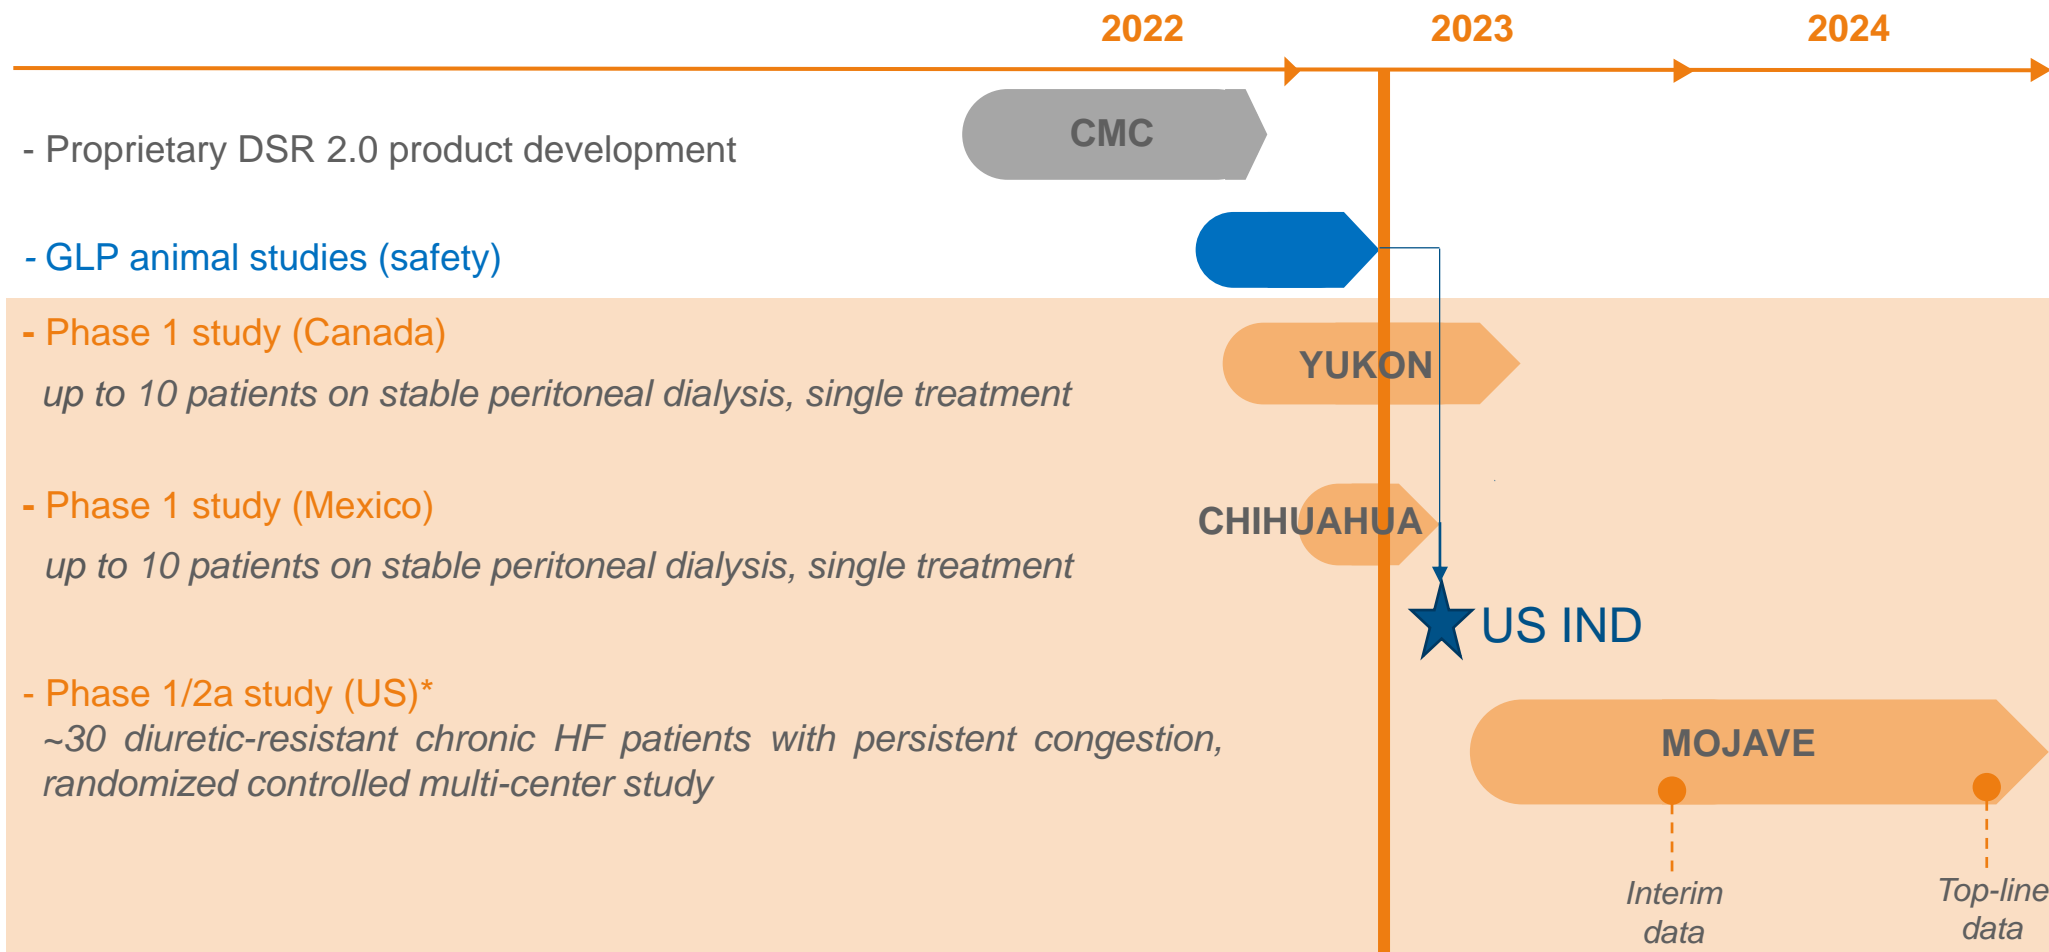 2022
2023
2024
- Proprietary DSR 2.0 product development
CMC
- GLP animal studies (safety)
- Phase 1 study (Canada)
up to 10 patients on stable peritoneal dialysis, single treatment
YUKON
- Phase 1 study (Mexico)
up to 10 patients on stable peritoneal dialysis, single treatment
CHIHUAHUA
US IND
- Phase 1/2a study (US)*
~30 diuretic-resistant chronic HF patients with persistent congestion,
randomized controlled multi-center study
MOJAVE
Interim
data
Top-line
data